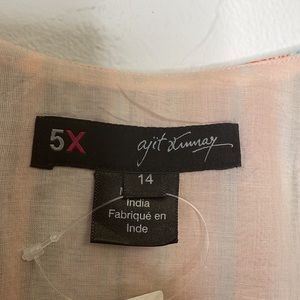 5X ajit kumar
14
India
Fabriqué en
Inde